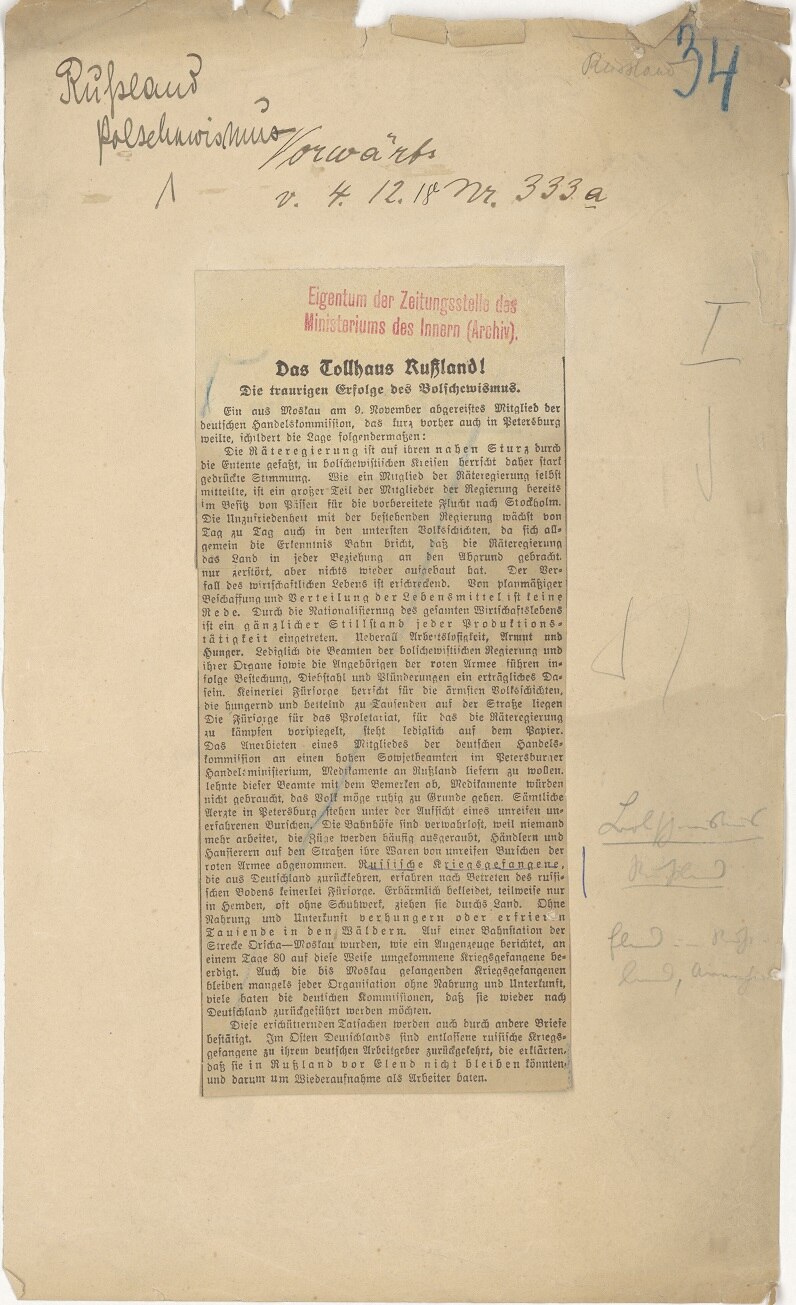 Russland
34
Rußland
Bolschewismus
Vorwärts
v. 4. 12. 18 Nr. 333a
Eigentum der Zeitungsstelle des
Ministeriums des Innern (Archiv).
Das Tollhaus Rußland!
Die traurigen Erfolge des Bolschewismus.
Ein aus Moskau am 9. November abgereistes Mitglied der
deutschen Handelskommission, das kurz vorher auch in Petersburg
weilte, schildert die Lage folgendermaßen:
Die Räteregierung ist auf ihren nahen Sturz durch
die Entente gefaßt, in bolschewistischen Kreisen herrscht daher stark
gedrückte Stimmung. Wie ein Mitglied der Räteregierung selbst
mitteilte, ist ein großer Teil der Mitglieder der Regierung bereits
im Besitz von Pässen für die vorbereitete Flucht nach Stockholm.
Die Unzufriedenheit mit der bestehenden Regierung wächst von
Tag zu Tag auch in den untersten Volksschichten, da sich all-
gemein die Erkenntnis Bahn bricht, daß die Räteregierung
das Land in jeder Beziehung an den Abgrund gebracht
nur zerstört, aber nichts wieder aufgebaut hat. Der Ver-
fall des wirtschaftlichen Lebens ist erschreckend. Von planmäßiger
Beschaffung und Verteilung der Lebensmittel ist keine
Rede. Durch die Nationalisierung des gesamten Wirtschaftslebens
ist ein gänzlicher Stillstand jeder Produktions-
tätigkeit eingetreten. Ueberall Arbeitslosigkeit, Armut und
Hunger. Lediglich die Beamten der bolschewistischen Regierung und
ihrer Organe sowie die Angehörigen der roten Armee führen in-
folge Bestechung, Diebstahl und Plünderungen ein erträgliches Da-
sein. Keinerlei Fürsorge herrscht für die ärmsten Volksschichten,
die hungernd und bettelnd zu Tausenden auf der Straße liegen
Die Fürsorge für das Proletariat, für das die Räteregierung
zu kämpfen vorspiegelt, steht lediglich auf dem Papier.
Das Anerbieten eines Mitgliedes der deutschen Handels-
kommission an einen hohen Sowjetbeamten im Petersburger
Handelsministerium, Medikamente an Rußland liefern zu wollen.
lehnte dieser Beamte mit dem Bemerken ab, Medikamente würden
nicht gebraucht, das Volk möge ruhig zu Grunde gehen. Sämtliche
Aerzte in Petersburg stehen unter der Aufsicht eines unreifen un-
erfahrenen Burschen. Die Bahnhöfe sind verwahrlost, weil niemand
mehr arbeitet, die Züge werden häufig ausgeraubt, Händlern und
Hausierern auf den Straßen ihre Waren von unreifen Burschen der
roten Armee abgenommen. Russische Kriegsgefangene,
die aus Deutschland zurückkehren, erfahren nach Betreten des russi-
schen Bodens keinerlei Fürsorge. Erbärmlich bekleidet, teilweise nur
in Hemden, oft ohne Schuhwerk, ziehen sie durchs Land. Ohne
Nahrung und Unterkunft verhungern oder erfrieren
Tausende in den Wäldern. Auf einer Bahnstation der
Strecke Orscha—Moskau wurden, wie ein Augenzeuge berichtet, an
einem Tage 80 auf diese Weise umgekommene Kriegsgefangene be-
erdigt. Auch die bis Moskau gelangenden Kriegsgefangenen
bleiben mangels jeder Organisation ohne Nahrung und Unterkunft,
viele baten die deutschen Kommissionen, daß sie wieder nach
Deutschland zurückgeführt werden möchten.
Diese erschütternden Tatsachen werden auch durch andere Briefe
bestätigt. Im Osten Deutschlands sind entlassene russische Kriegs-
gefangene zu ihrem deutschen Arbeitgeber zurückgekehrt, die erklärten,
daß sie in Rußland vor Elend nicht bleiben könnten
und darum um Wiederaufnahme als Arbeiter baten.
I